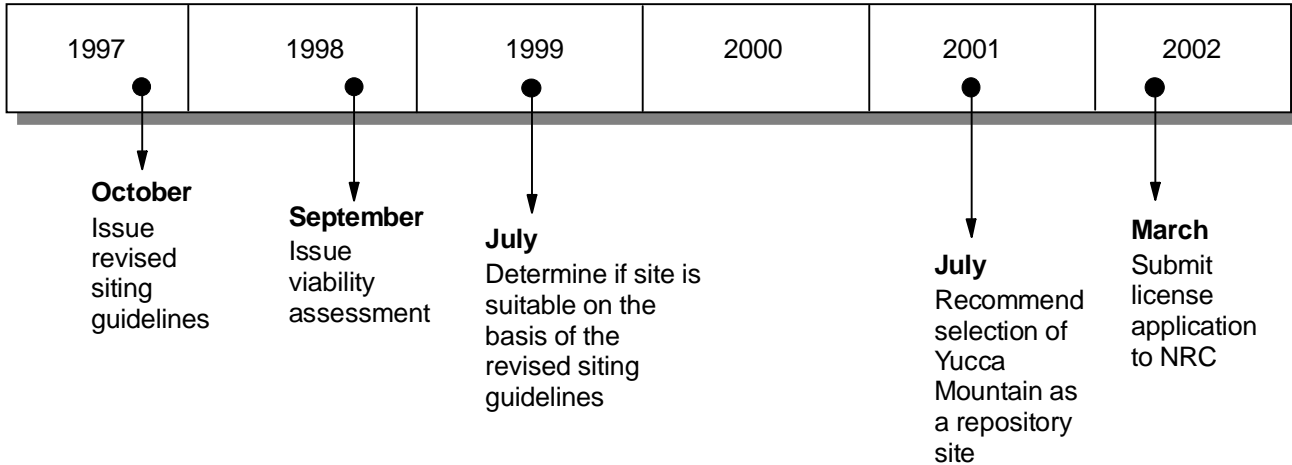 1997 1998 1999 2000 2001 2002
October
Issue
revised
siting
guidelines
September
Issue
viability
assessment
July
Determine if site is
suitable on the
basis of the
revised siting
guidelines
July
Recommend
selection of
Yucca
Mountain as
a repository
site
March
Submit
license
application
to NRC